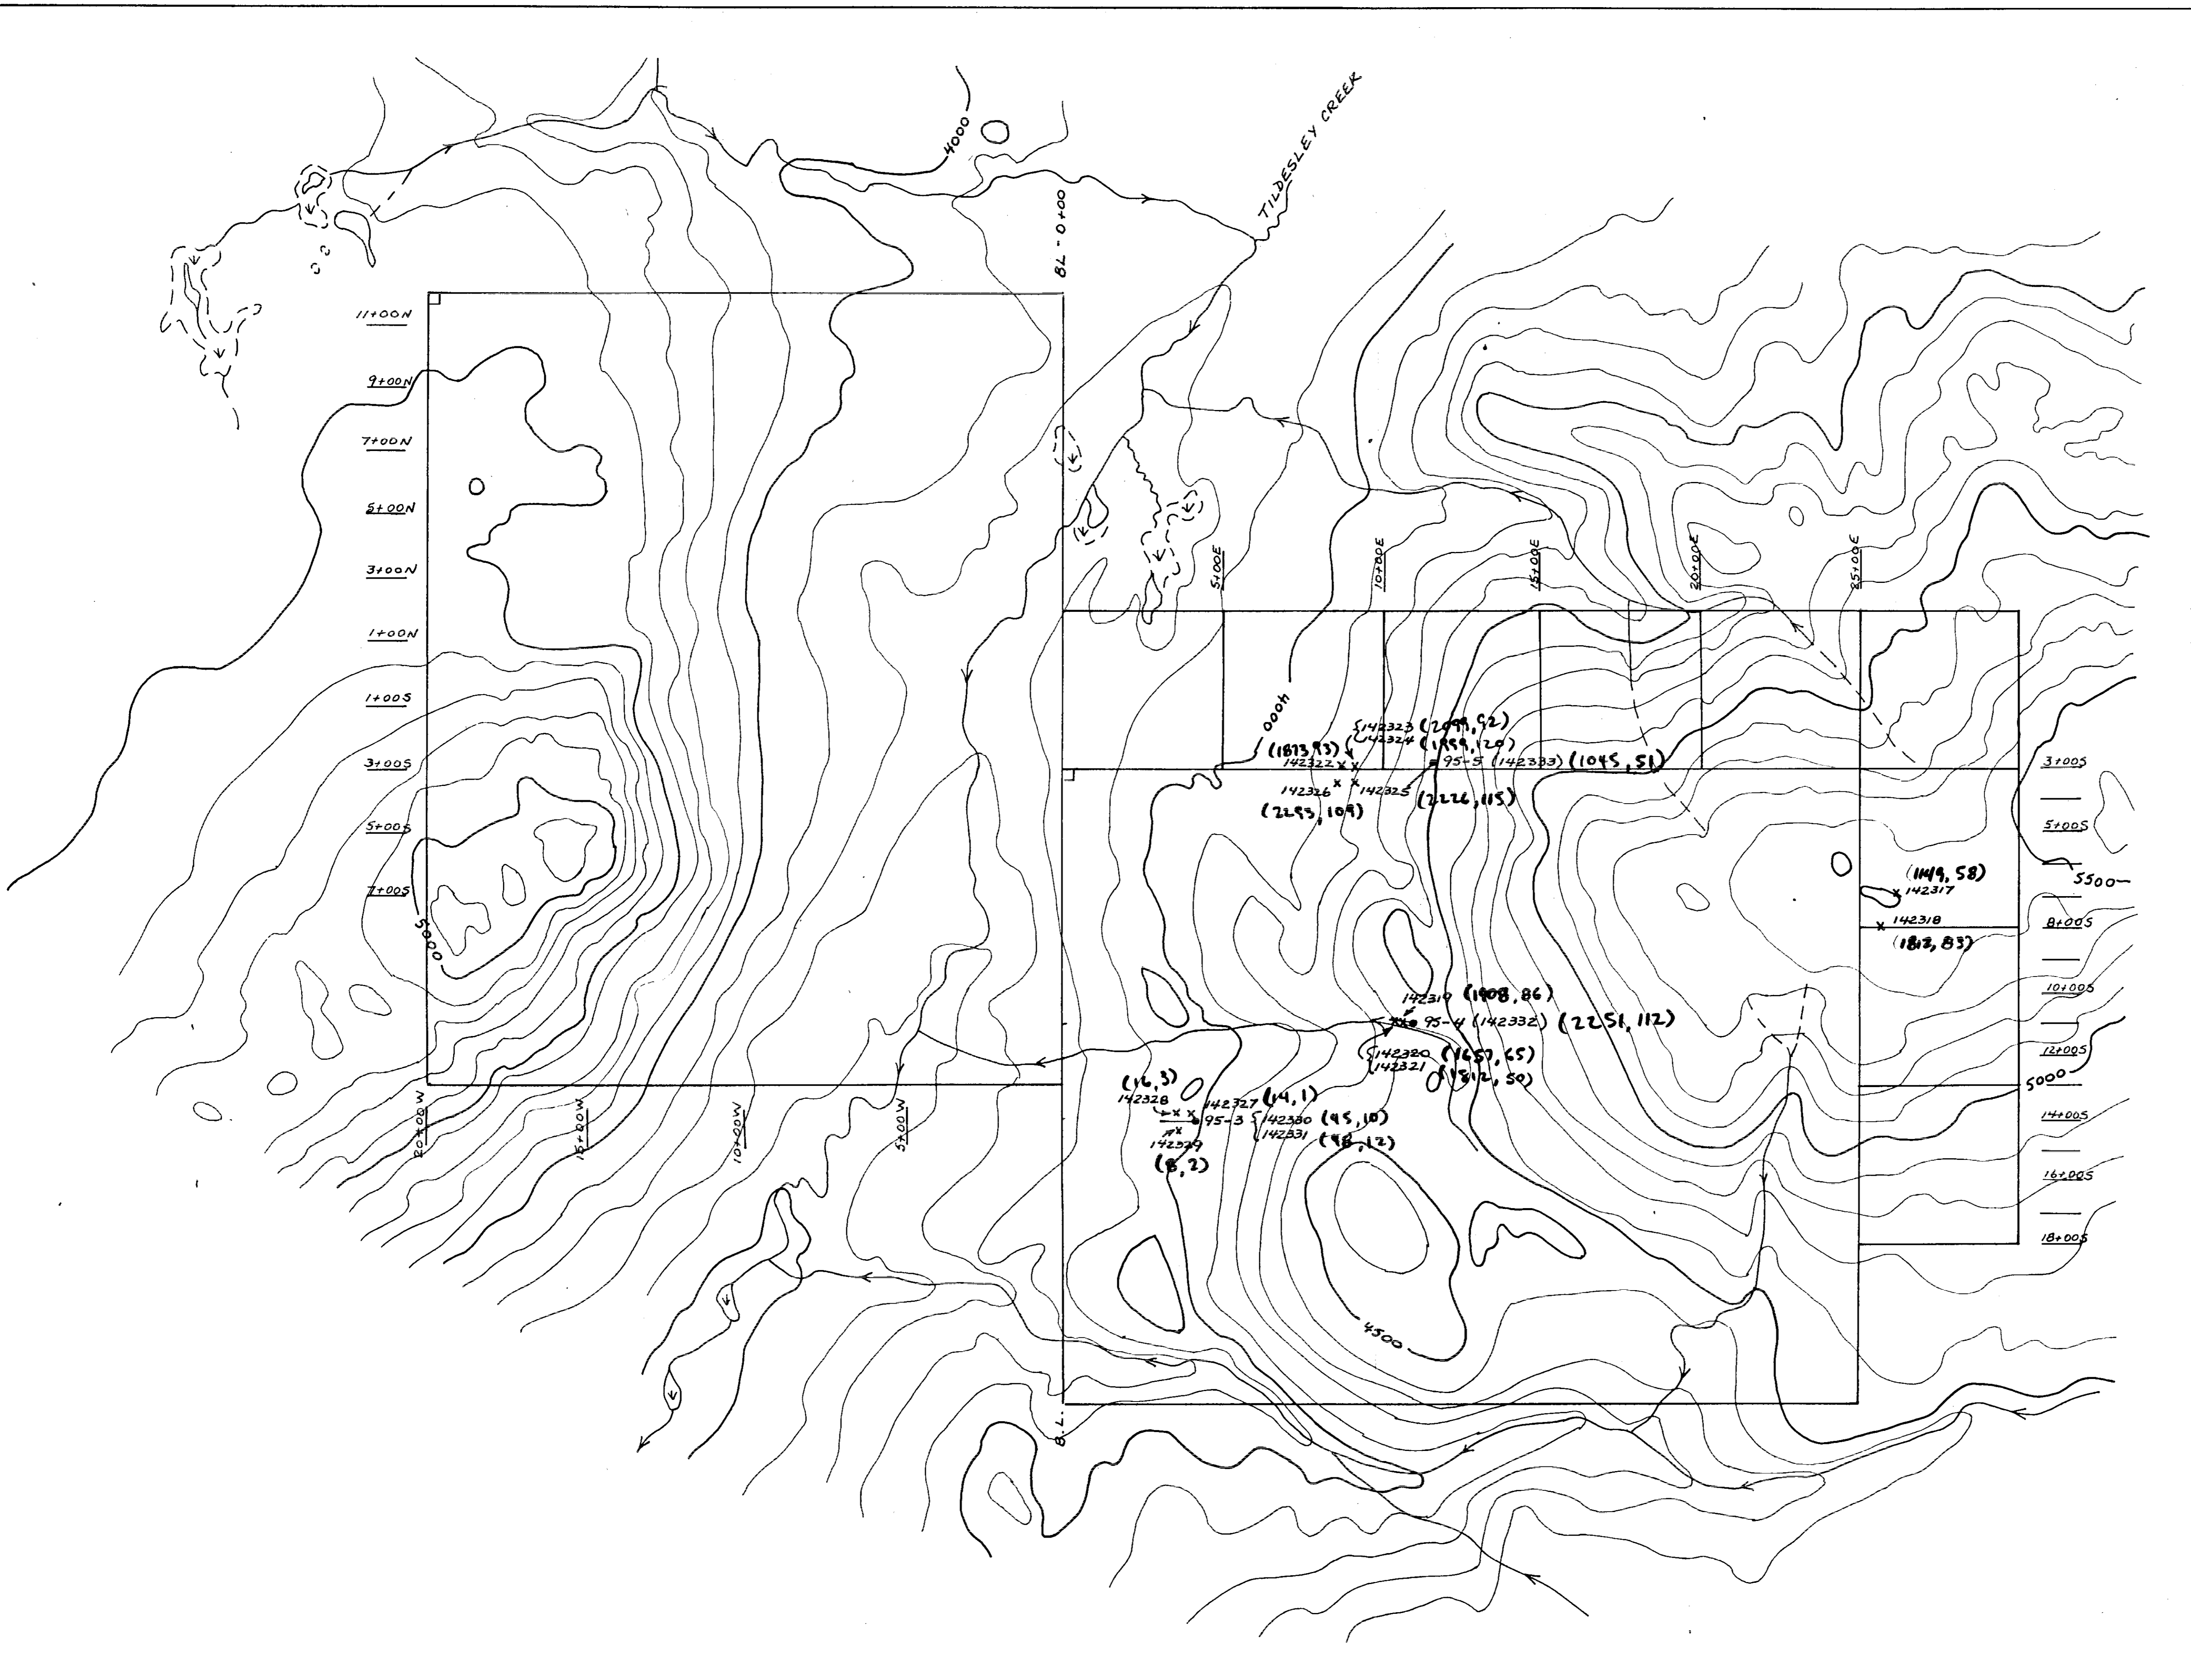 TILDESLEY CREEK
4000
BL - 0+00
11+00N
9+00N
7+00N
5+00N
3+00N
1+00N
1+00S
3+00S
5+00S
7+00S
5000
5+00E
10+00E
15+00E
20+00E
25+00E
4000
142323 (2099, 92)
142324 (1999, 120)
(1873, 93)
142322
95-5 (142333) (1045, 51)
142326
142325
(2226, 115)
(2293, 109)
3+00S
5+00S
5500
(1149, 58)
142317
142318
(1812, 83)
8+00S
10+00S
12+00S
5000
14+00S
16+00S
18+00S
142319 (1908, 86)
95-4 (142332) (2251, 112)
142320 (1657, 65)
142321 (1812, 50)
(16, 3)
142328
142327 (14, 1)
95-3
142330 (45, 10)
142331 (48, 12)
142329
(8, 2)
20+00W
15+00W
10+00W
5+00W
4500
B.L.